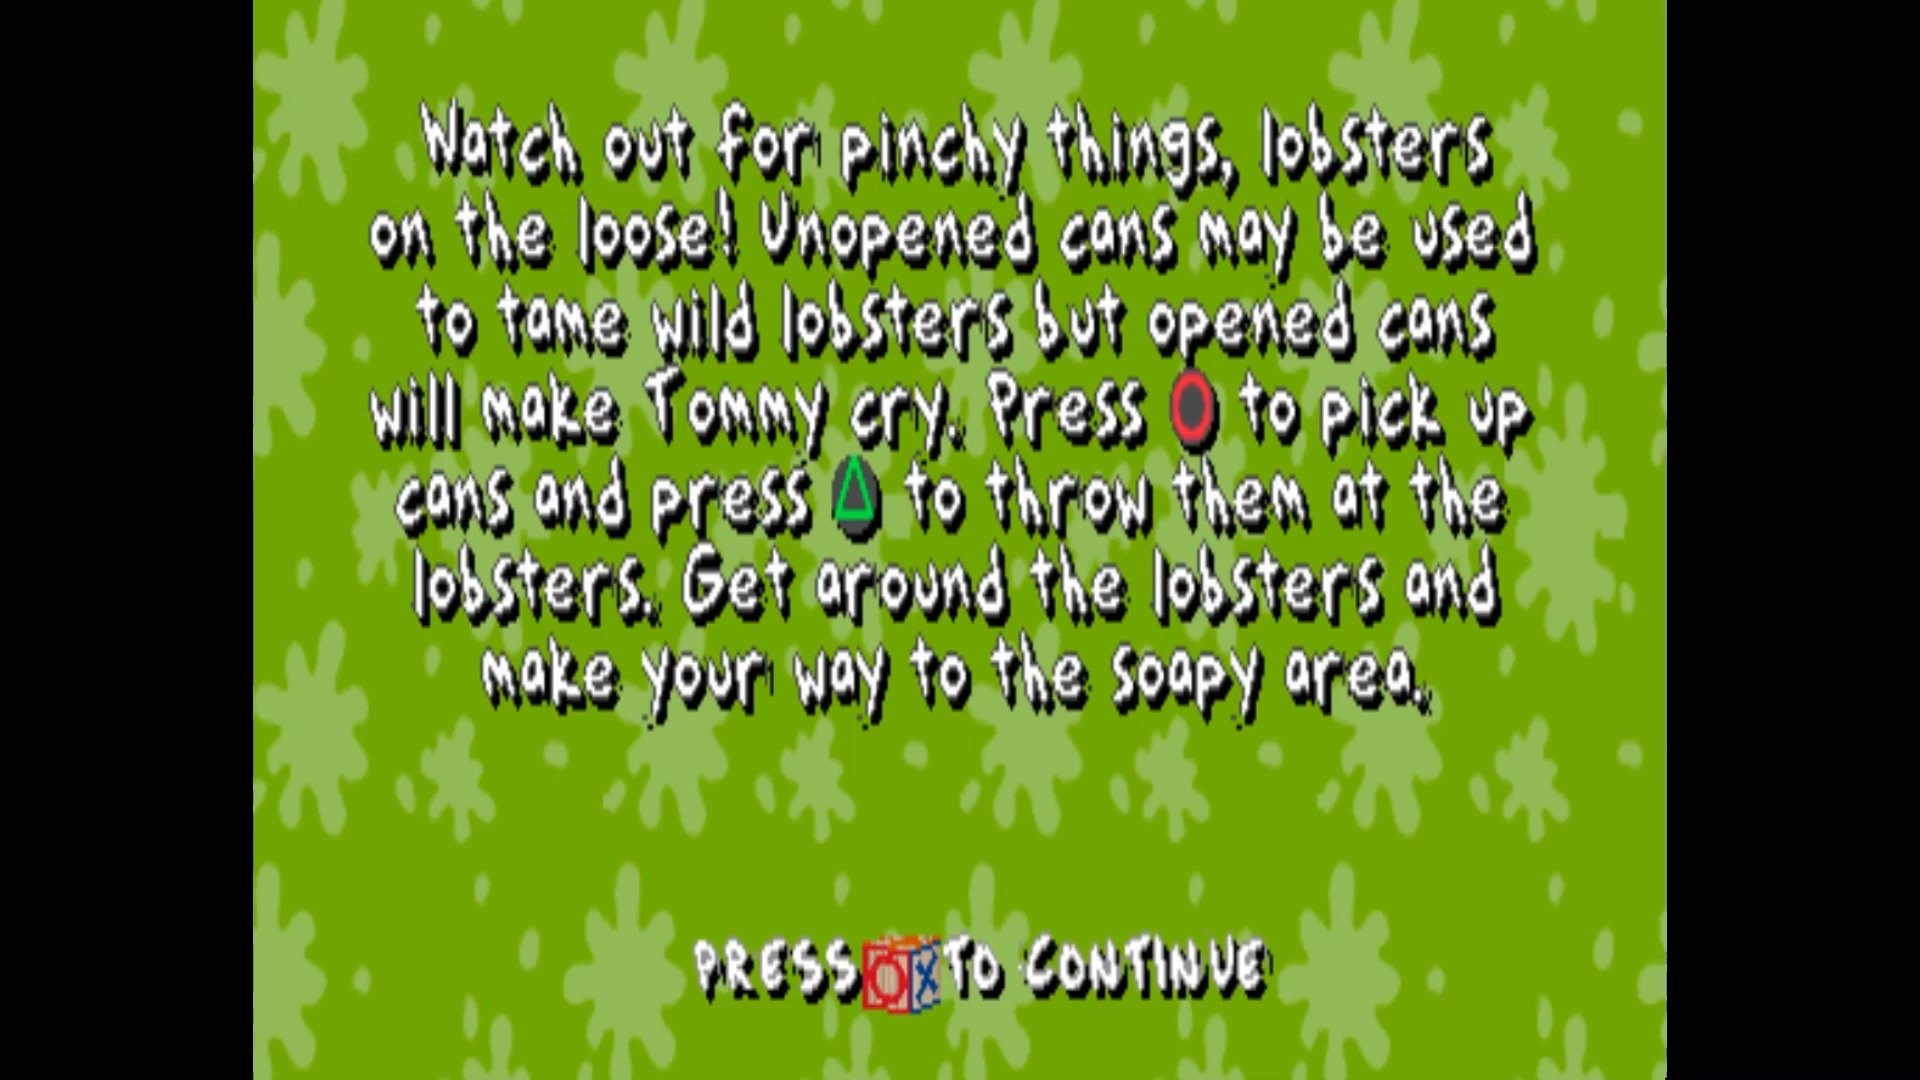 Watch out for pinchy things, lobsters
on the loose! Unopened cans may be used
to tame wild lobsters but opened cans
will make Tommy cry. Press O to pick up
cans and press △ to throw them at the
lobsters. Get around the lobsters and
make your way to the soapy area.
PRESS O X TO CONTINUE